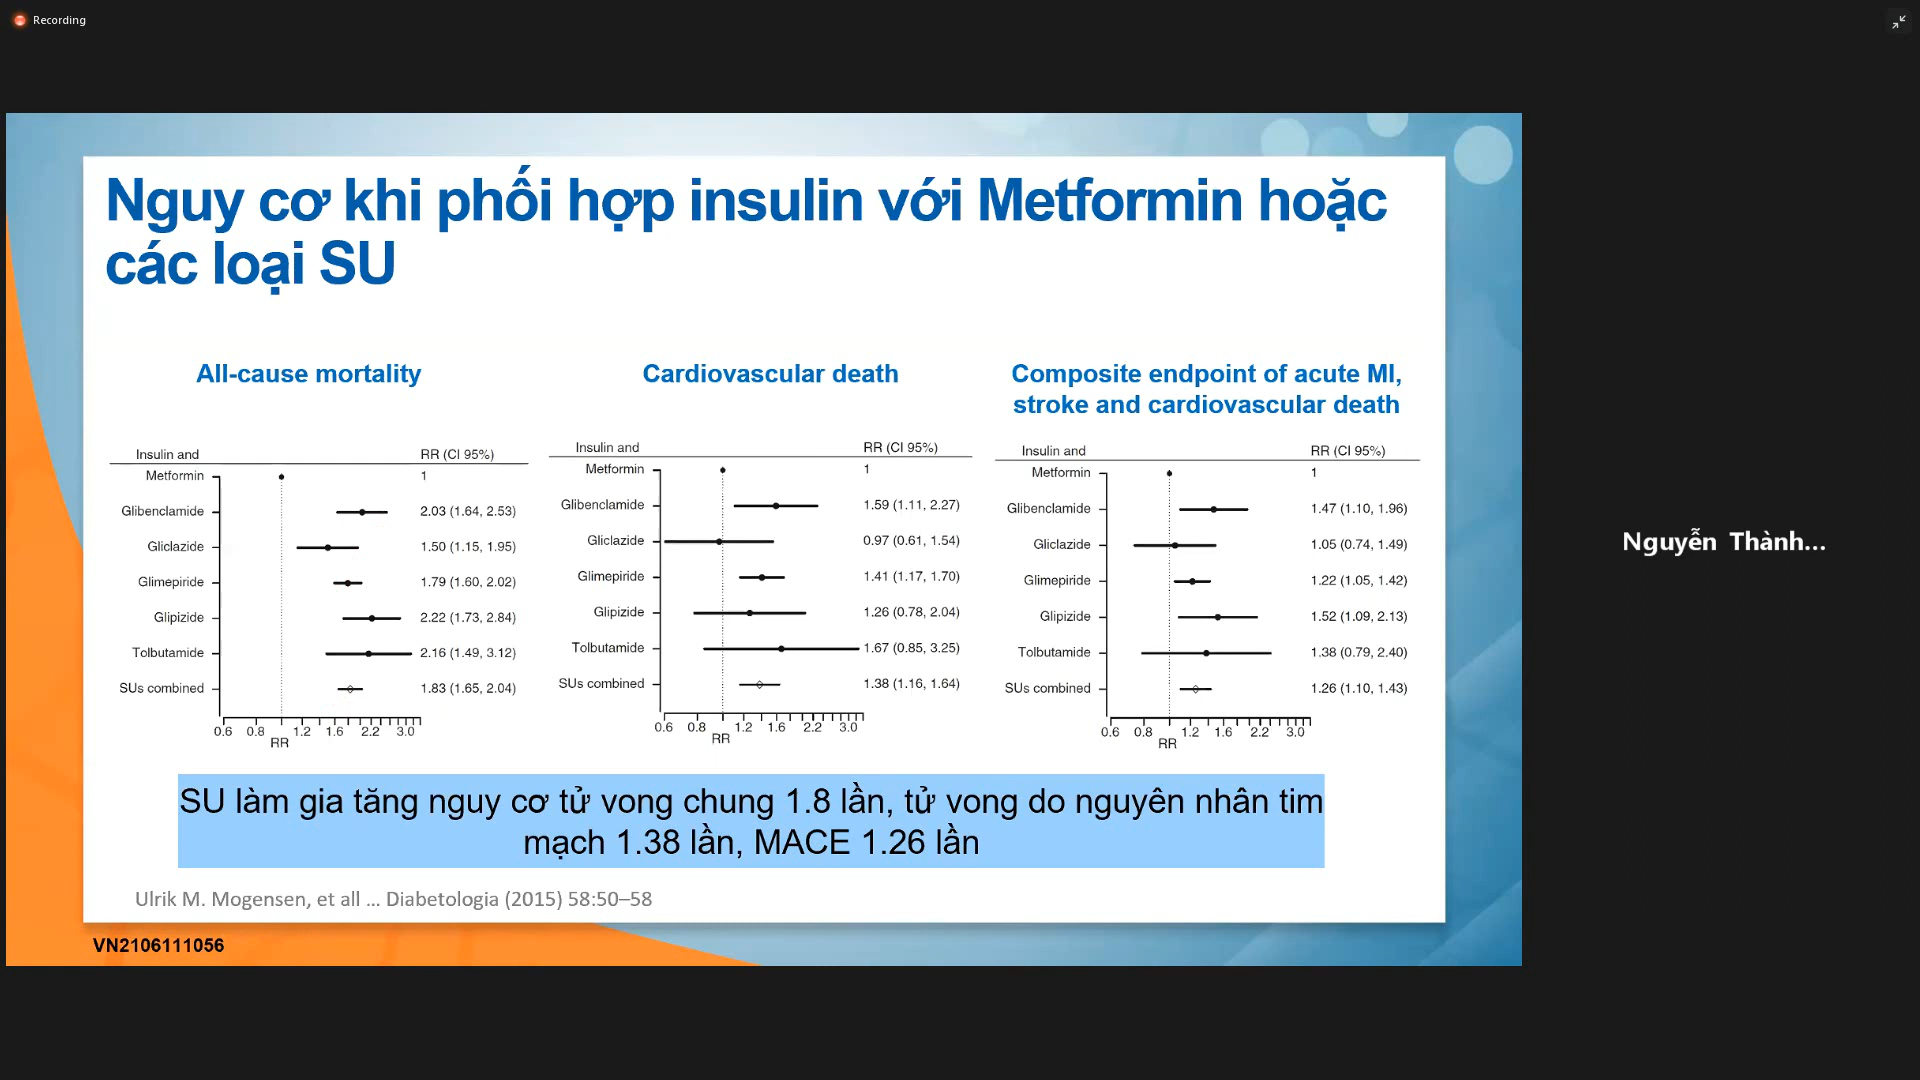 Recording
Nguy cơ khi phối hợp insulin với Metformin hoặc
các loại SU
All-cause mortality
Insulin and RR (CI 95%)
Metformin 1
Glibenclamide 2.03 (1.64, 2.53)
Gliclazide 1.50 (1.15, 1.95)
Glimepiride 1.79 (1.60, 2.02)
Glipizide 2.22 (1.73, 2.84)
Tolbutamide 2.16 (1.49, 3.12)
SUs combined 1.83 (1.65, 2.04)
0.6 0.8 1.2 1.6 2.2 3.0
RR
Cardiovascular death
Insulin and RR (CI 95%)
Metformin 1
Glibenclamide 1.59 (1.11, 2.27)
Gliclazide 0.97 (0.61, 1.54)
Glimepiride 1.41 (1.17, 1.70)
Glipizide 1.26 (0.78, 2.04)
Tolbutamide 1.67 (0.85, 3.25)
SUs combined 1.38 (1.16, 1.64)
0.6 0.8 1.2 1.6 2.2 3.0
RR
Composite endpoint of acute MI,
stroke and cardiovascular death
Insulin and RR (CI 95%)
Metformin 1
Glibenclamide 1.47 (1.10, 1.96)
Gliclazide 1.05 (0.74, 1.49)
Glimepiride 1.22 (1.05, 1.42)
Glipizide 1.52 (1.09, 2.13)
Tolbutamide 1.38 (0.79, 2.40)
SUs combined 1.26 (1.10, 1.43)
0.6 0.8 1.2 1.6 2.2 3.0
RR
SU làm gia tăng nguy cơ tử vong chung 1.8 lần, tử vong do nguyên nhân tim
mạch 1.38 lần, MACE 1.26 lần
Ulrik M. Mogensen, et all ... Diabetologia (2015) 58:50–58
VN2106111056
Nguyễn Thành...